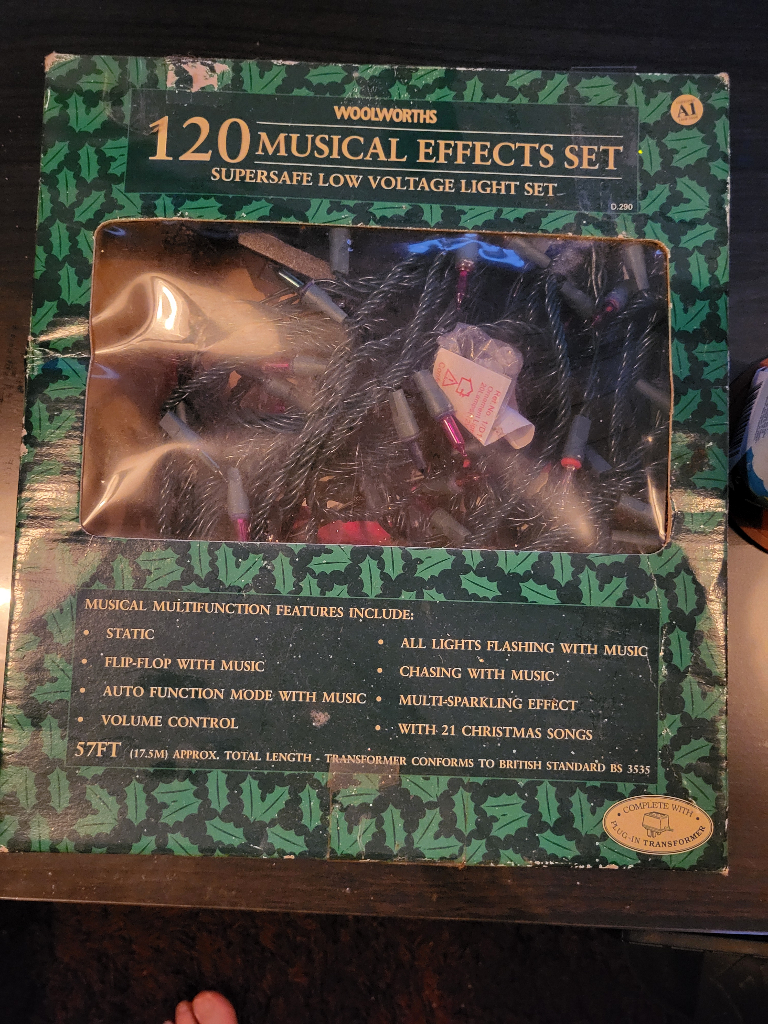 WOOLWORTHS
120 MUSICAL EFFECTS SET
SUPERSAFE LOW VOLTAGE LIGHT SET
D.290
A1
MUSICAL MULTIFUNCTION FEATURES INCLUDE:
• STATIC
• FLIP-FLOP WITH MUSIC
• AUTO FUNCTION MODE WITH MUSIC
• VOLUME CONTROL
• ALL LIGHTS FLASHING WITH MUSIC
• CHASING WITH MUSIC
• MULTI-SPARKLING EFFECT
• WITH 21 CHRISTMAS SONGS
57FT (17.5M) APPROX. TOTAL LENGTH - TRANSFORMER CONFORMS TO BRITISH STANDARD BS 3535
• COMPLETE WITH •
PLUG-IN TRANSFORMER